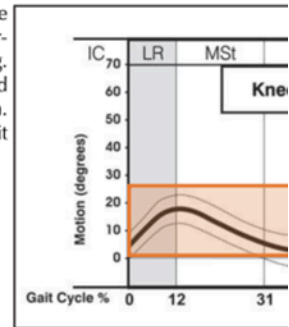 e
r-
g.
d
n.
it
IC LR MSt
70
60
Knee
50
40
30
20
10
0
Motion (degrees)
Gait Cycle % 0 12 31